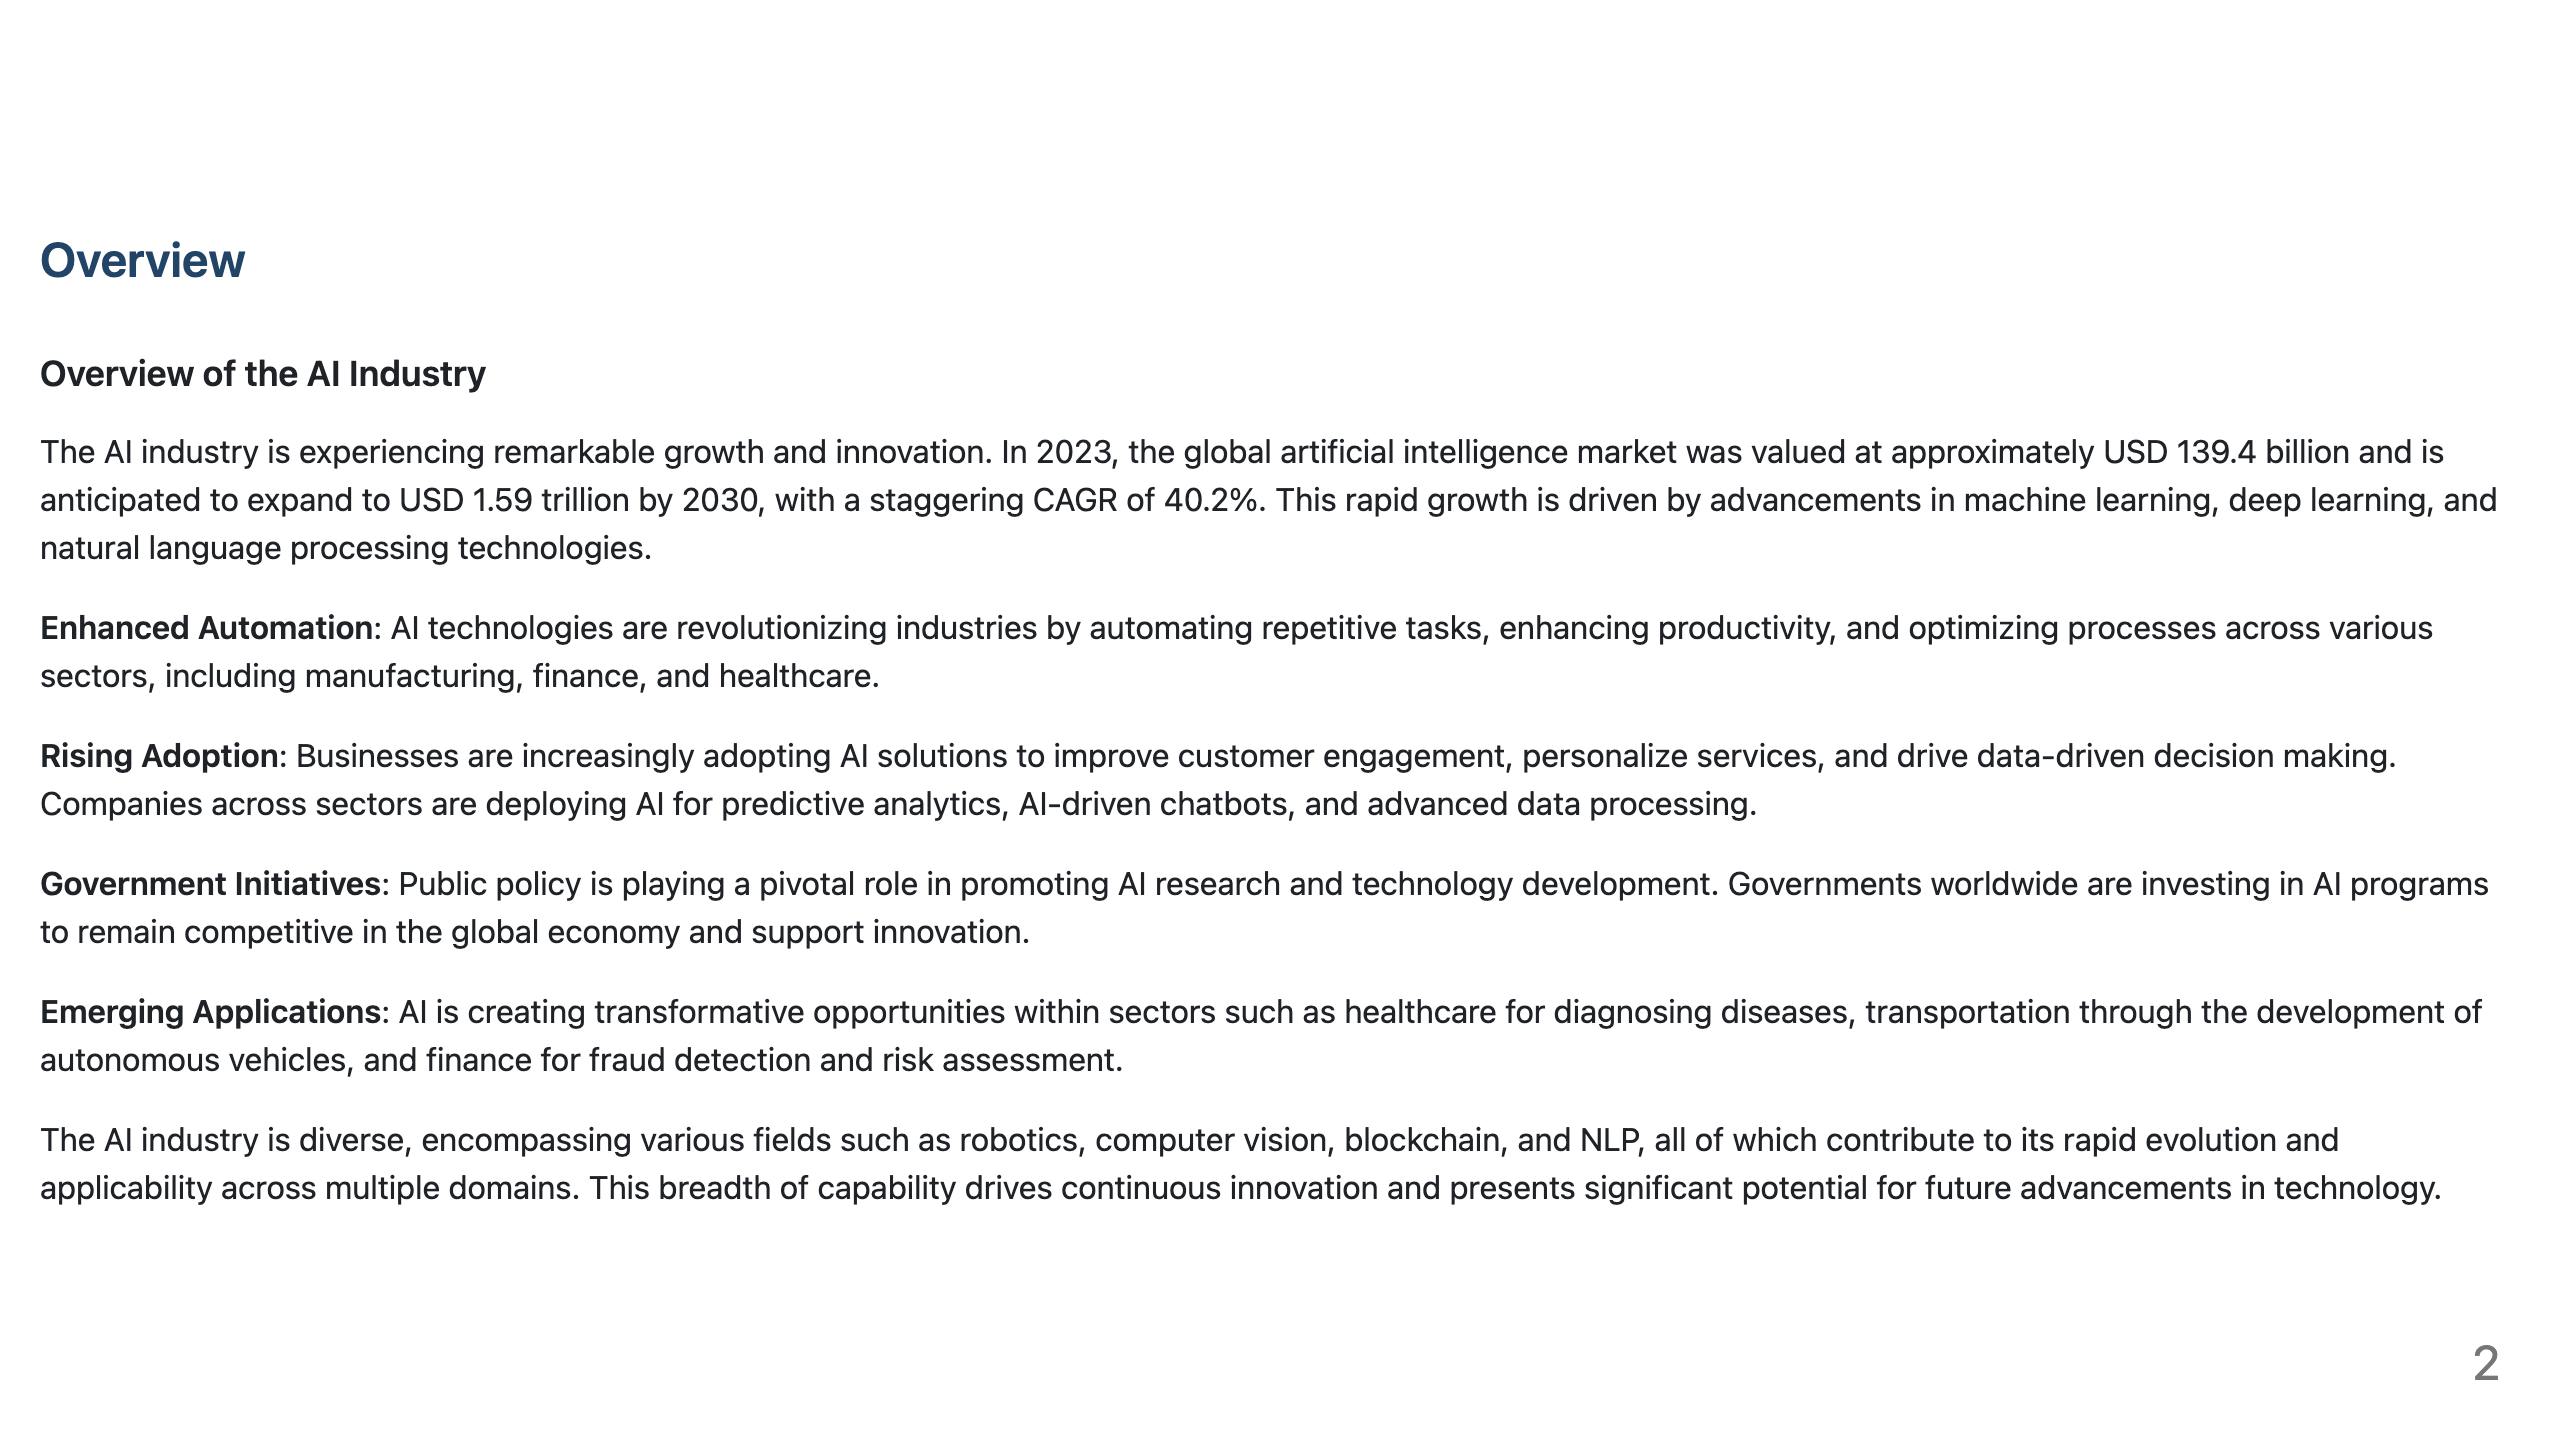 Overview
Overview of the AI Industry
The AI industry is experiencing remarkable growth and innovation. In 2023, the global artificial intelligence market was valued at approximately USD 139.4 billion and is
anticipated to expand to USD 1.59 trillion by 2030, with a staggering CAGR of 40.2%. This rapid growth is driven by advancements in machine learning, deep learning, and
natural language processing technologies.
Enhanced Automation: AI technologies are revolutionizing industries by automating repetitive tasks, enhancing productivity, and optimizing processes across various
sectors, including manufacturing, finance, and healthcare.
Rising Adoption: Businesses are increasingly adopting AI solutions to improve customer engagement, personalize services, and drive data-driven decision making.
Companies across sectors are deploying AI for predictive analytics, AI-driven chatbots, and advanced data processing.
Government Initiatives: Public policy is playing a pivotal role in promoting AI research and technology development. Governments worldwide are investing in AI programs
to remain competitive in the global economy and support innovation.
Emerging Applications: AI is creating transformative opportunities within sectors such as healthcare for diagnosing diseases, transportation through the development of
autonomous vehicles, and finance for fraud detection and risk assessment.
The AI industry is diverse, encompassing various fields such as robotics, computer vision, blockchain, and NLP, all of which contribute to its rapid evolution and
applicability across multiple domains. This breadth of capability drives continuous innovation and presents significant potential for future advancements in technology.
2